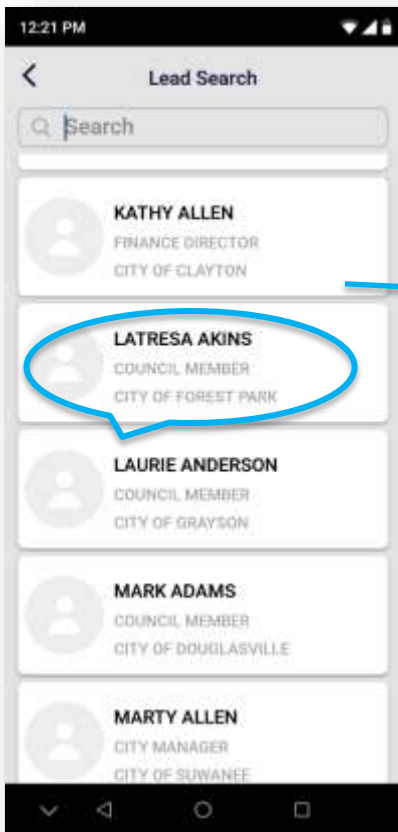 12:21 PM
Lead Search
Search
KATHY ALLEN
FINANCE DIRECTOR
CITY OF CLAYTON
LATRESA AKINS
COUNCIL MEMBER
CITY OF FOREST PARK
LAURIE ANDERSON
COUNCIL MEMBER
CITY OF GRAYSON
MARK ADAMS
COUNCIL MEMBER
CITY OF DOUGLASVILLE
MARTY ALLEN
CITY MANAGER
CITY OF SUWANEE